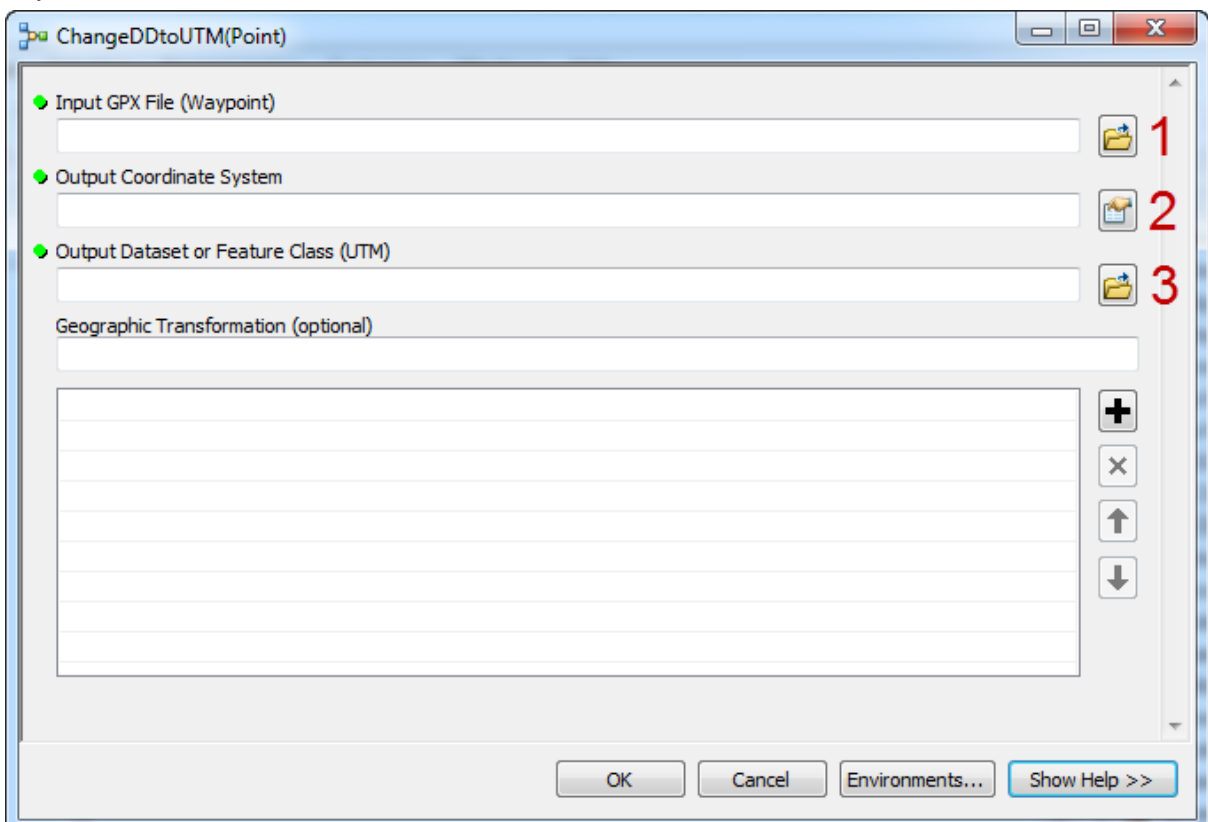 ChangeDDtoUTM(Point)
Input GPX File (Waypoint)
1
Output Coordinate System
2
Output Dataset or Feature Class (UTM)
3
Geographic Transformation (optional)
OK
Cancel
Environments...
Show Help >>